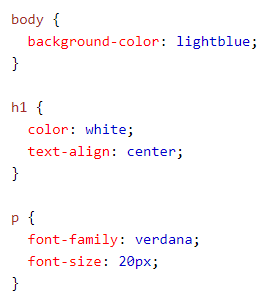 body {
  background-color: lightblue;
}

h1 {
  color: white;
  text-align: center;
}

p {
  font-family: verdana;
  font-size: 20px;
}